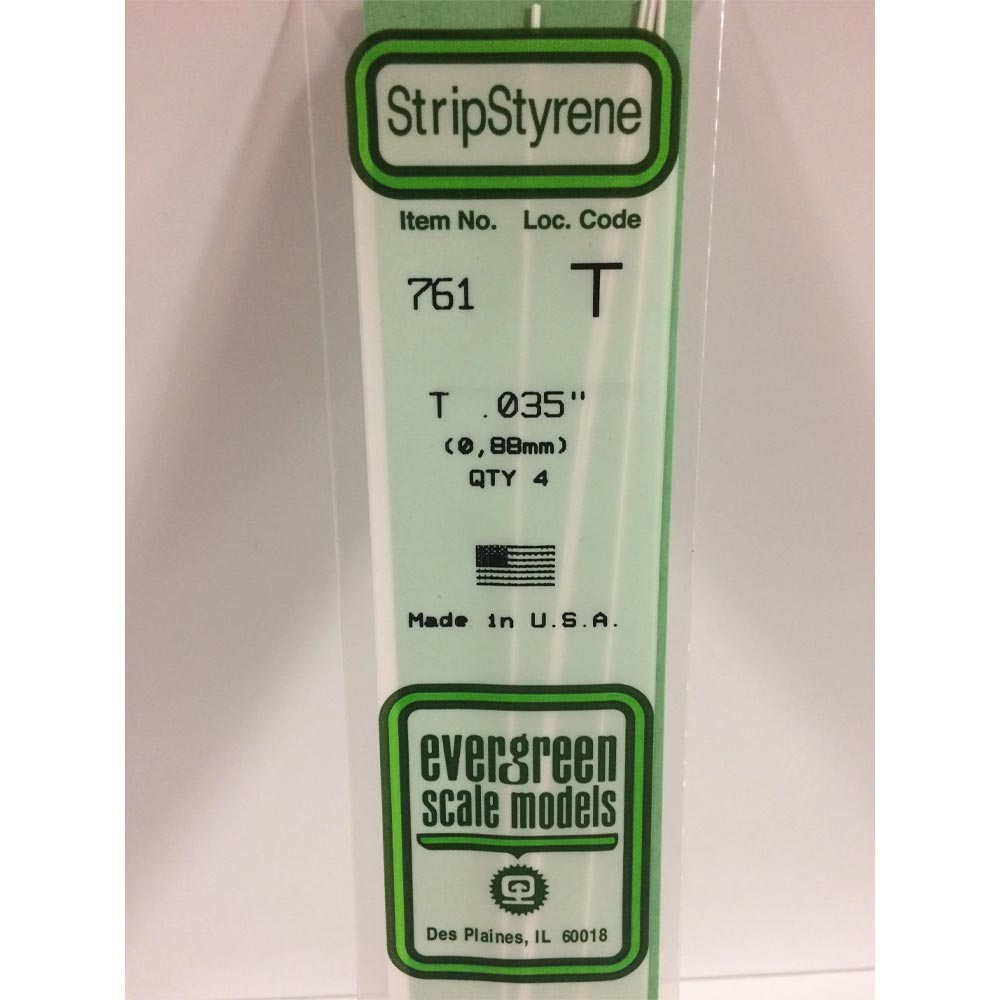 StripStyrene
Item No. Loc. Code
761 T
T .035"
(0,88mm)
QTY 4
Made in U.S.A.
evergreen
scale models
Des Plaines, IL 60018